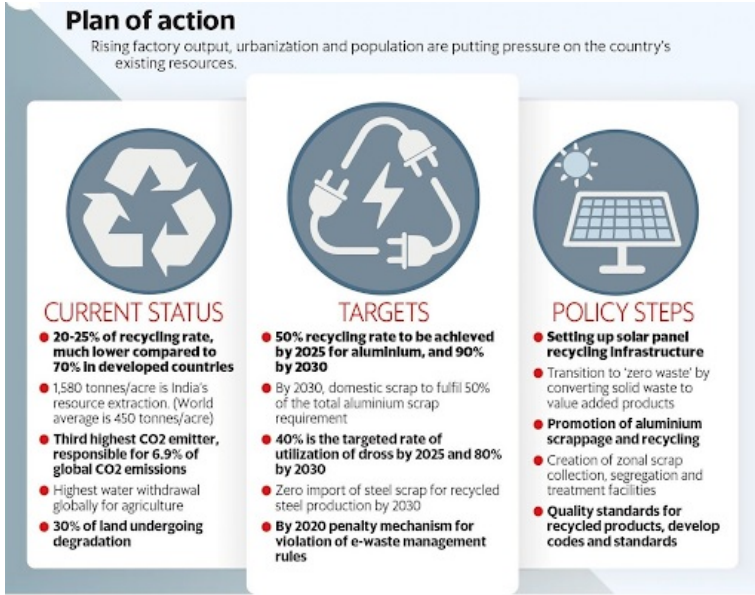 Plan of action
Rising factory output, urbanization and population are putting pressure on the country's
existing resources.
CURRENT STATUS
20-25% of recycling rate,
much lower compared to
70% in developed countries
1,580 tonnes/acre is India's
resource extraction. (World
average is 450 tonnes/acre)
Third highest CO2 emitter,
responsible for 6.9% of
global CO2 emissions
Highest water withdrawal
globally for agriculture
30% of land undergoing
degradation
TARGETS
50% recycling rate to be achieved
by 2025 for aluminium, and 90%
by 2030
By 2030, domestic scrap to fulfil 50%
of the total aluminium scrap
requirement
40% is the targeted rate of
utilization of dross by 2025 and 80%
by 2030
Zero import of steel scrap for recycled
steel production by 2030
By 2020 penalty mechanism for
violation of e-waste management
rules
POLICY STEPS
Setting up solar panel
recycling infrastructure
Transition to 'zero waste' by
converting solid waste to
value added products
Promotion of aluminium
scrappage and recycling
Creation of zonal scrap
collection, segregation and
treatment facilities
Quality standards for
recycled products, develop
codes and standards